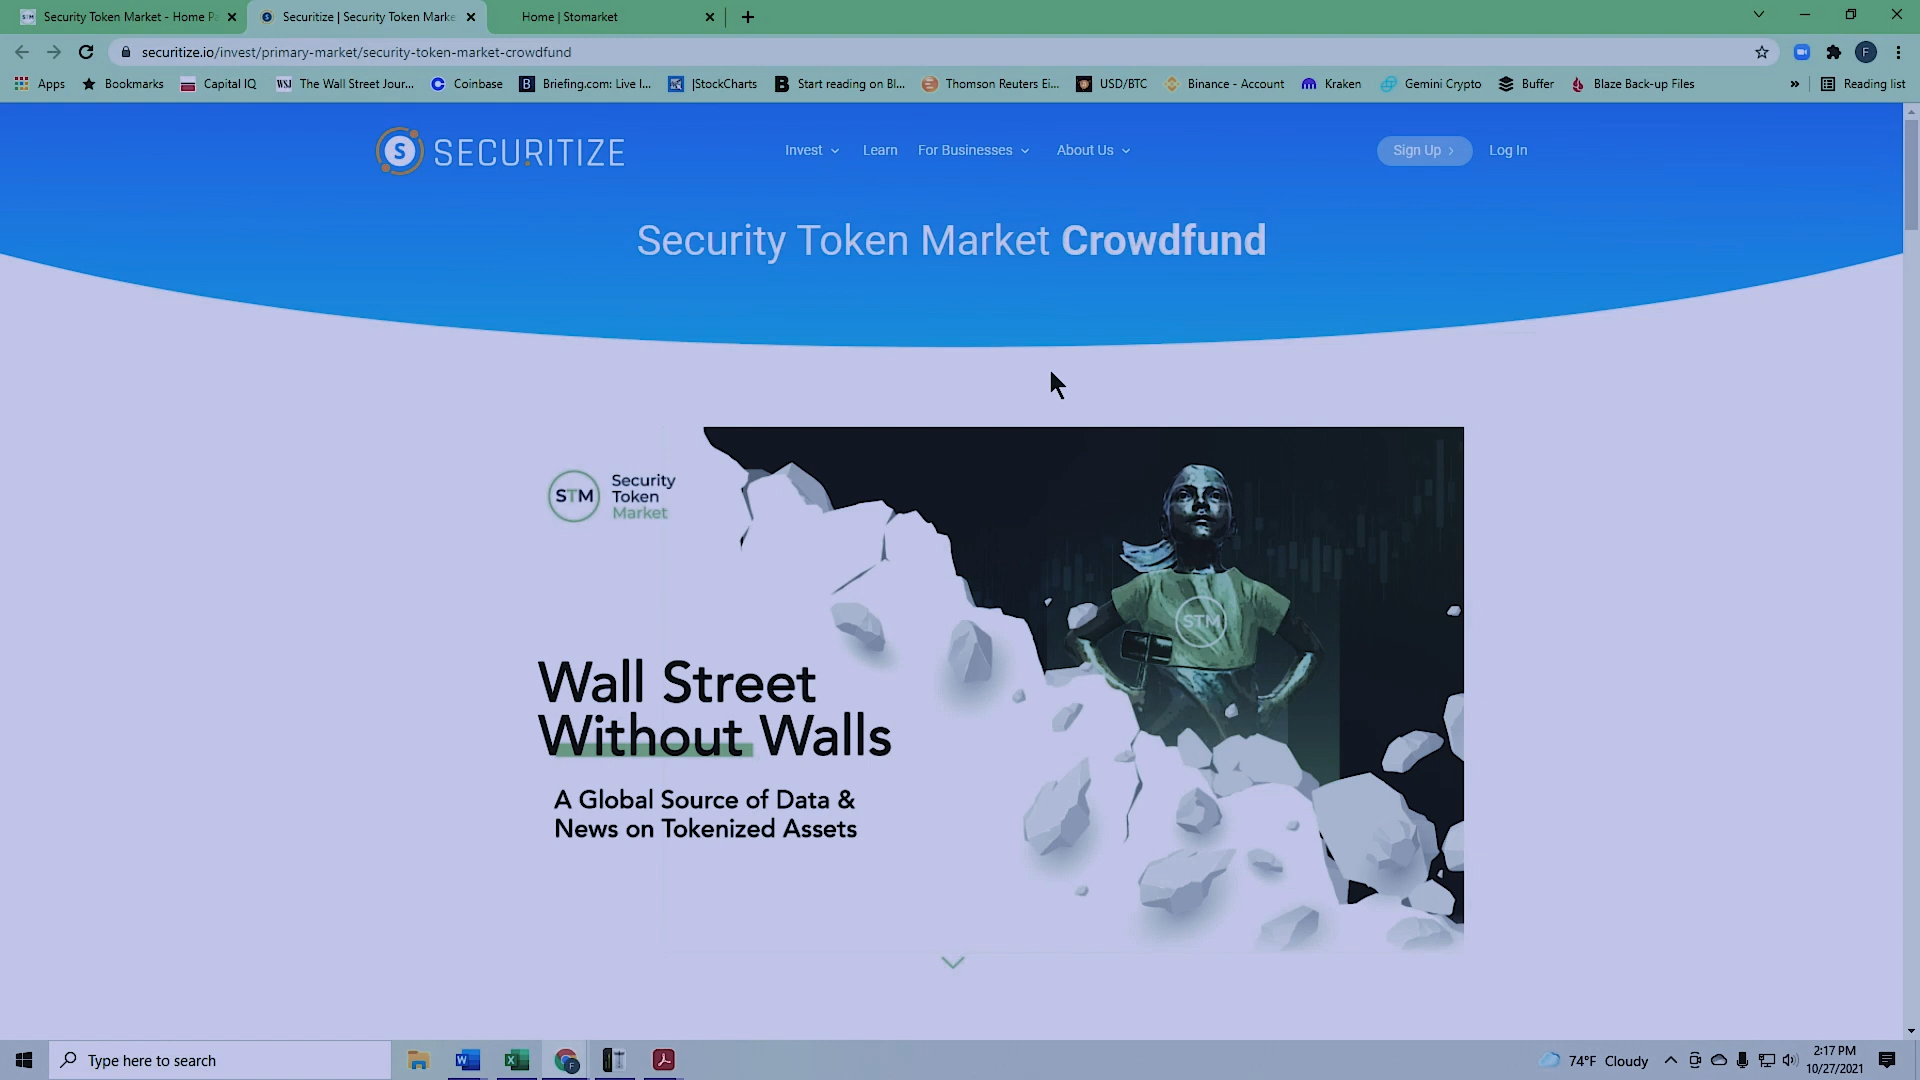 Security Token Market - Home Pa
Securitize | Security Token Marke
Home | Stomarket
securitize.io/invest/primary-market/security-token-market-crowdfund
F
Apps
Bookmarks
Capital IQ
WSJ
The Wall Street Jour...
Coinbase
B
Briefing.com: Live I...
|StockCharts
Start reading on Bl...
Thomson Reuters Ei...
USD/BTC
Binance - Account
Kraken
Gemini Crypto
Buffer
Blaze Back-up Files
»
Reading list
S
SECURITIZE
Invest
Learn
For Businesses
About Us
Sign Up
Log In
Security Token Market Crowdfund
STM
Security
Token
Market
STM
Wall Street
Without Walls
A Global Source of Data &
News on Tokenized Assets
Type here to search
74°F Cloudy
2:17 PM
10/27/2021